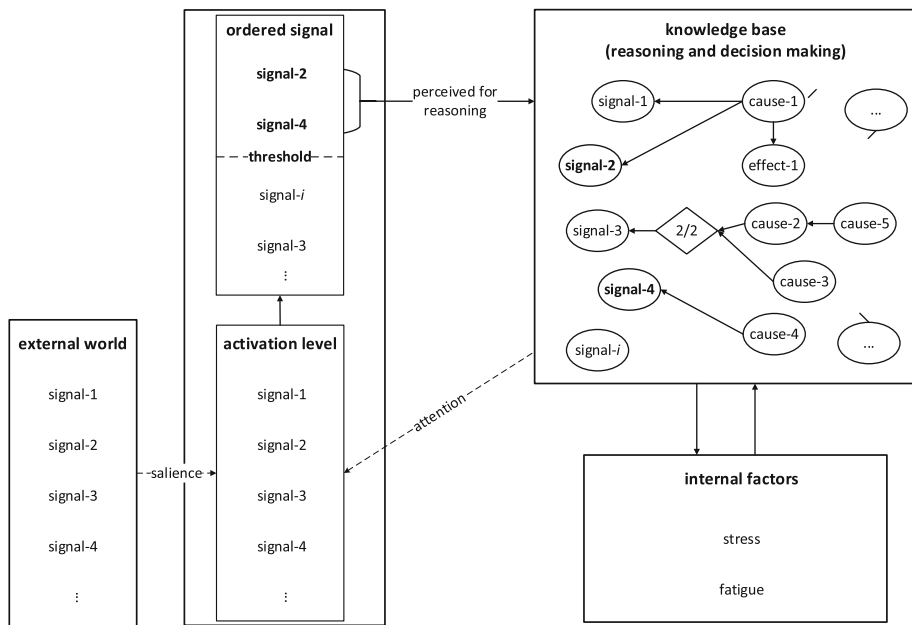 ordered signal
signal-2
signal-4
threshold
signal-i
signal-3
⋮
perceived for
reasoning
knowledge base
(reasoning and decision making)
signal-1
cause-1
...
signal-2
effect-1
signal-3
2/2
cause-2
cause-5
cause-3
signal-4
cause-4
...
signal-i
external world
signal-1
signal-2
signal-3
signal-4
⋮
salience
activation level
signal-1
signal-2
signal-3
signal-4
⋮
attention
internal factors
stress
fatigue